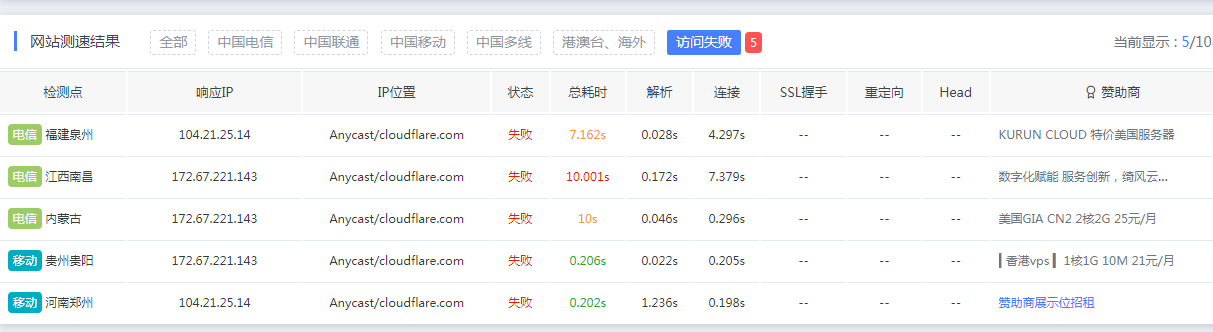 网站测速结果 全部 中国电信 中国联通 中国移动 中国多线 港澳台、海外 访问失败 5 当前显示 : 5/10
检测点 响应IP IP位置 状态 总耗时 解析 连接 SSL握手 重定向 Head 赞助商
电信 福建泉州 104.21.25.14 Anycast/cloudflare.com 失败 7.162s 0.028s 4.297s -- -- -- KURUN CLOUD 特价美国服务器
电信 江西南昌 172.67.221.143 Anycast/cloudflare.com 失败 10.001s 0.172s 7.379s -- -- -- 数字化赋能 服务创新，绮风云...
电信 内蒙古 172.67.221.143 Anycast/cloudflare.com 失败 10s 0.046s 0.296s -- -- -- 美国GIA CN2 2核2G 25元/月
移动 贵州贵阳 172.67.221.143 Anycast/cloudflare.com 失败 0.206s 0.022s 0.205s -- -- -- ▎香港vps ▎1核1G 10M 21元/月
移动 河南郑州 104.21.25.14 Anycast/cloudflare.com 失败 0.202s 1.236s 0.198s -- -- -- 赞助商展示位招租